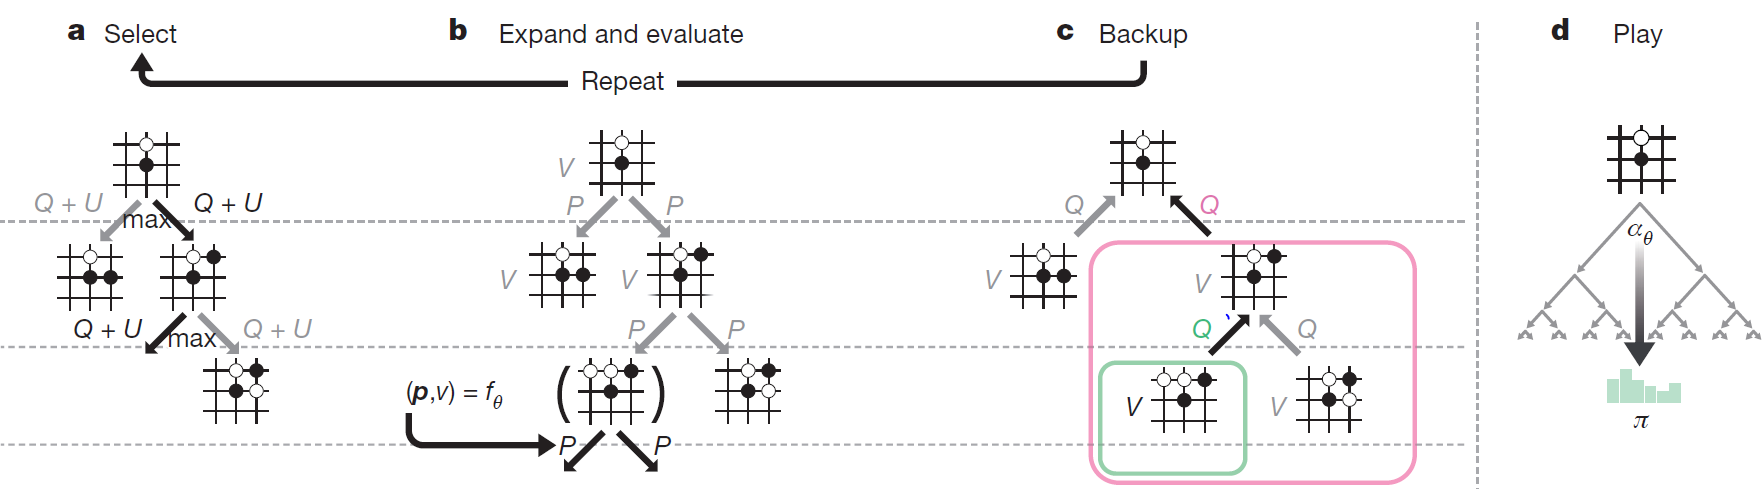 a Select
b Expand and evaluate
c Backup
d Play
Repeat
Q + U
max
Q + U
Q + U
max
Q + U
V
P
P
V
V
P
P
(p,v) = fθ
( )
P
P
Q
Q
V
V
Q
Q
V
V
αθ
π